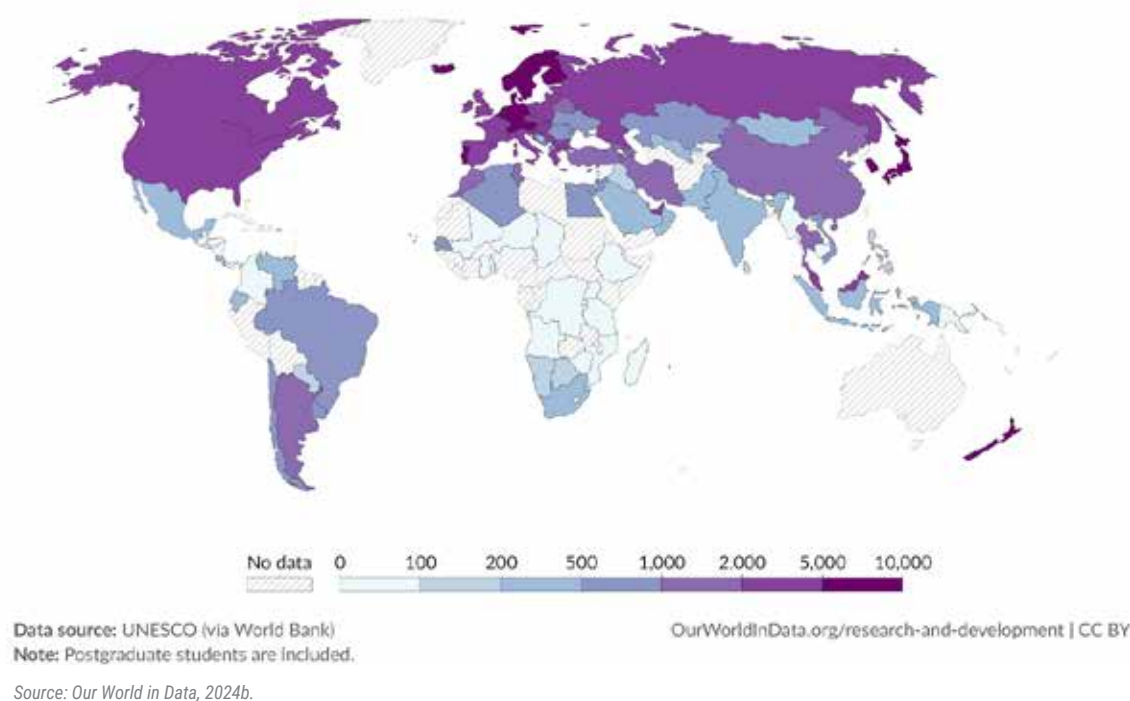 No data 0 100 200 500 1,000 2,000 5,000 10,000
Data source: UNESCO (via World Bank)
OurWorldInData.org/research-and-development | CC BY
Note: Postgraduate students are included.
Source: Our World in Data, 2024b.